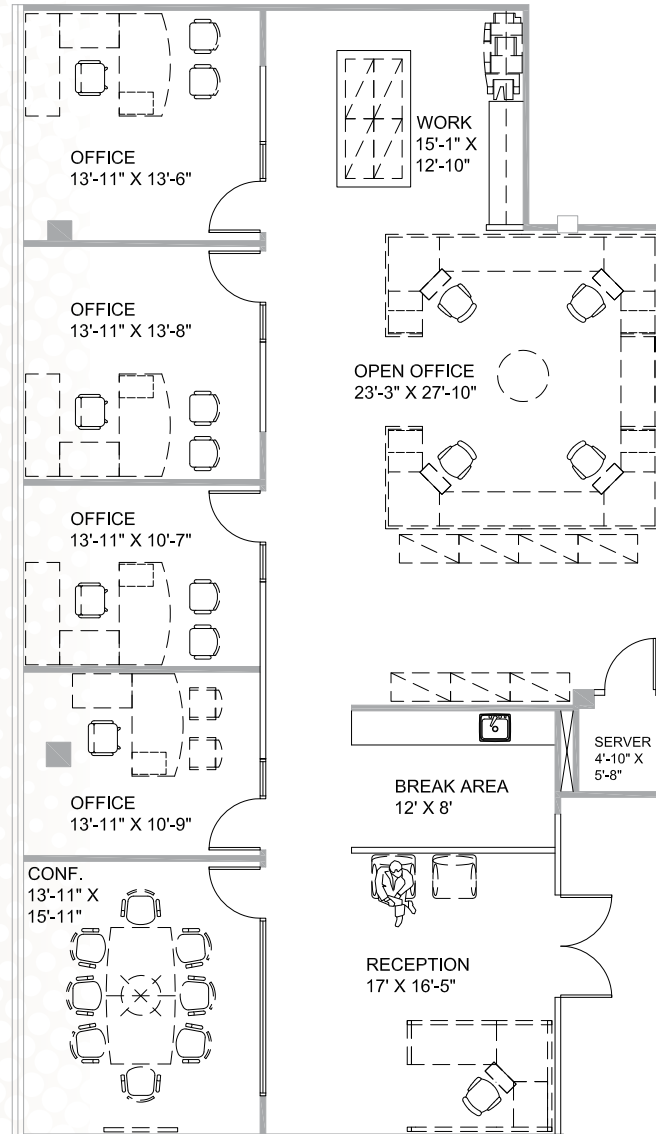 OFFICE
13'-11" X 13'-6"
WORK
15'-1" X
12'-10"
OFFICE
13'-11" X 13'-8"
OPEN OFFICE
23'-3" X 27'-10"
OFFICE
13'-11" X 10'-7"
SERVER
4'-10" X
5'-8"
BREAK AREA
12' X 8'
OFFICE
13'-11" X 10'-9"
CONF.
13'-11" X
15'-11"
RECEPTION
17' X 16'-5"